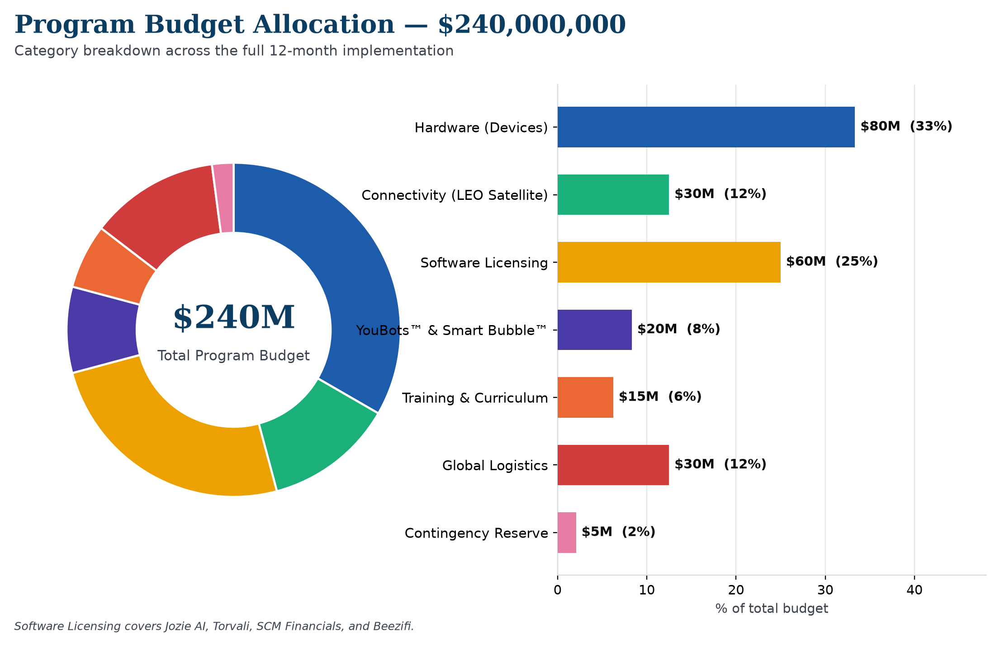 Program Budget Allocation — $240,000,000
Category breakdown across the full 12-month implementation
$240M
Total Program Budget
Hardware (Devices)
$80M (33%)
Connectivity (LEO Satellite)
$30M (12%)
Software Licensing
$60M (25%)
YouBots™ & Smart Bubble™
$20M (8%)
Training & Curriculum
$15M (6%)
Global Logistics
$30M (12%)
Contingency Reserve
$5M (2%)
0 10 20 30 40
% of total budget
Software Licensing covers Jozie AI, Torvali, SCM Financials, and Beezifi.